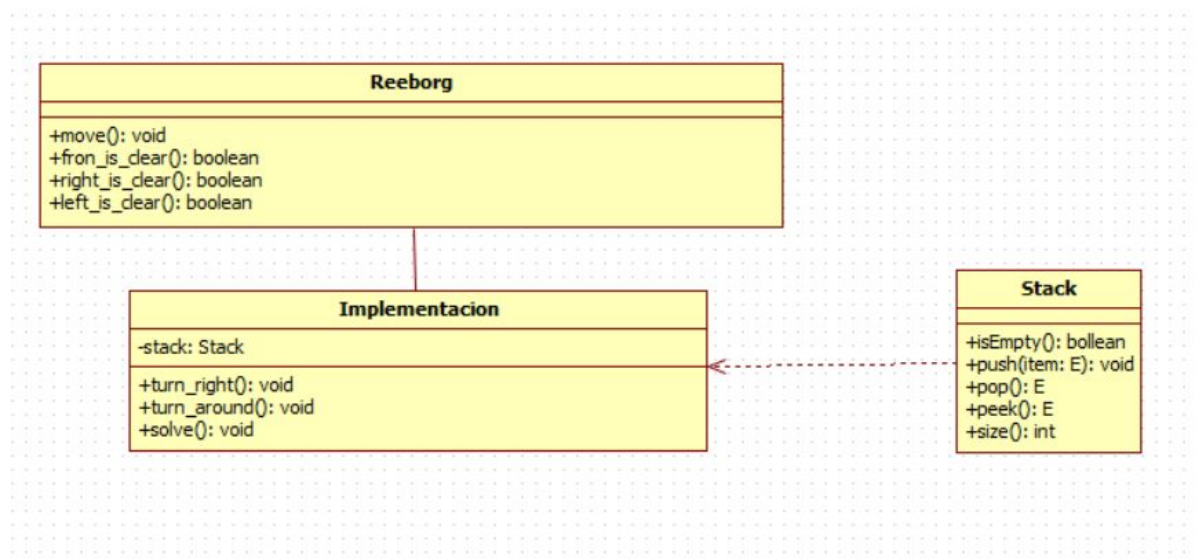 Reeborg
+move(): void
+fron_is_clear(): boolean
+right_is_clear(): boolean
+left_is_clear(): boolean
Implementacion
-stack: Stack
+turn_right(): void
+turn_around(): void
+solve(): void
Stack
+isEmpty(): bollean
+push(item: E): void
+pop(): E
+peek(): E
+size(): int